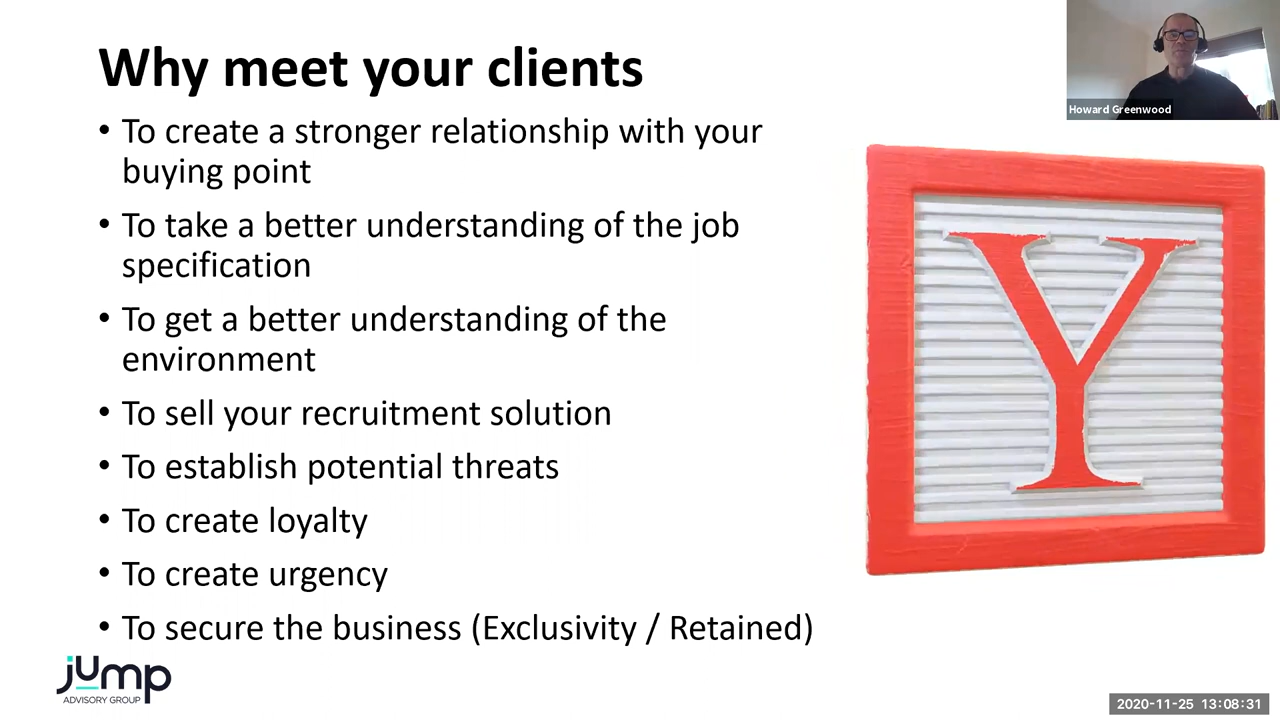 Why meet your clients
• To create a stronger relationship with your
buying point
• To take a better understanding of the job
specification
• To get a better understanding of the
environment
• To sell your recruitment solution
• To establish potential threats
• To create loyalty
• To create urgency
• To secure the business (Exclusivity / Retained)
Howard Greenwood
Y
jump
ADVISORY GROUP
2020-11-25 13:08:31